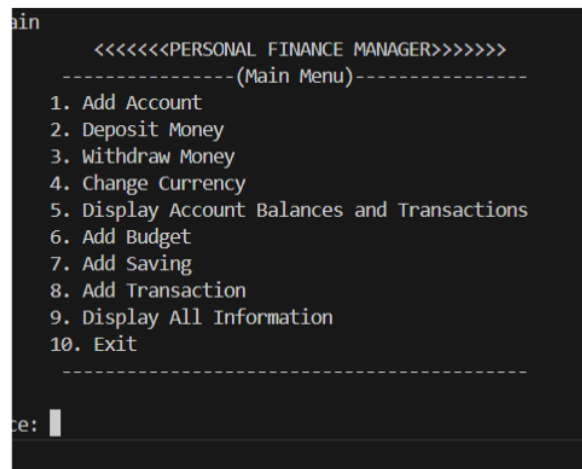 ain
<<<<<<<PERSONAL FINANCE MANAGER>>>>>>>
----------------(Main Menu)----------------
1. Add Account
2. Deposit Money
3. Withdraw Money
4. Change Currency
5. Display Account Balances and Transactions
6. Add Budget
7. Add Saving
8. Add Transaction
9. Display All Information
10. Exit
-------------------------------------------
ce: